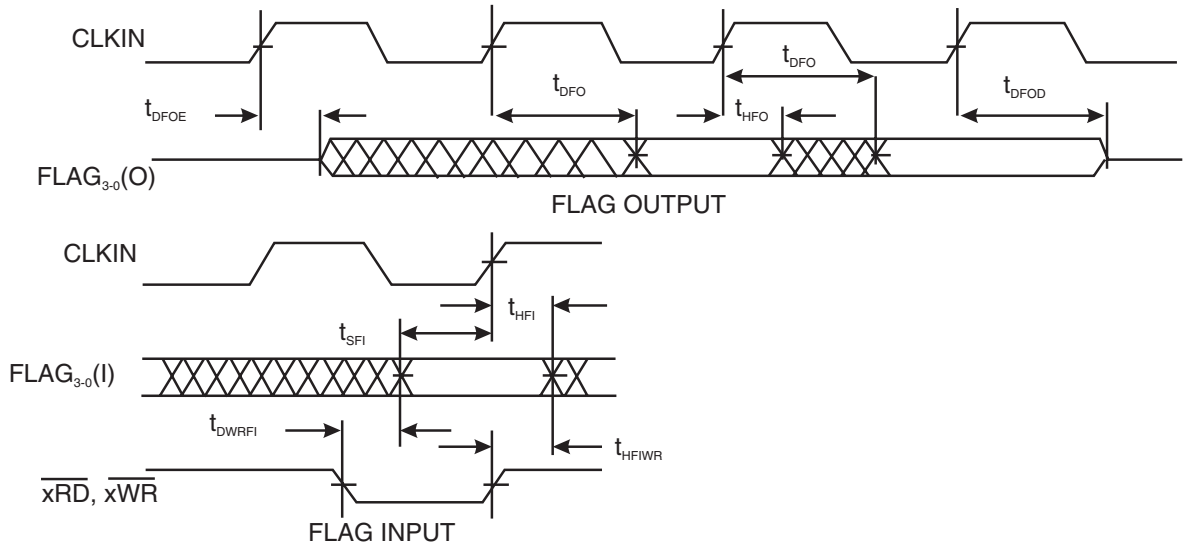 CLKIN
tDFO
tDFO
tDFOE
tHFO
tDFOD
FLAG3-0(O)
FLAG OUTPUT
CLKIN
tHFI
tSFI
FLAG3-0(I)
tDWRFI
tHFIWR
xRD, xWR
FLAG INPUT